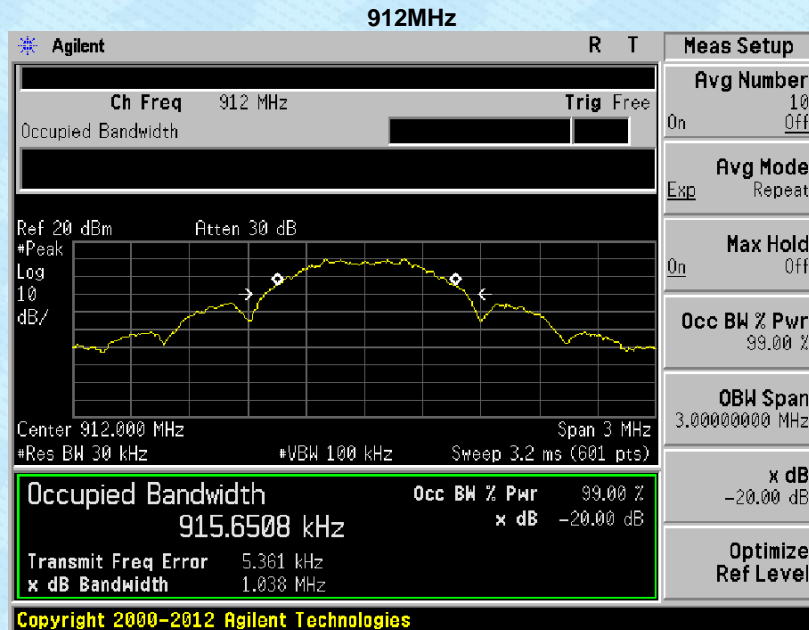 912MHz
Agilent R T Meas Setup
Ch Freq 912 MHz Trig Free
Occupied Bandwidth
Ref 20 dBm Atten 30 dB
#Peak
Log
10
dB/
Center 912.000 MHz Span 3 MHz
#Res BW 30 kHz #VBW 100 kHz Sweep 3.2 ms (601 pts)
Occupied Bandwidth Occ BW % Pwr 99.00 %
915.6508 kHz x dB -20.00 dB
Transmit Freq Error 5.361 kHz
x dB Bandwidth 1.038 MHz
Avg Number
10
On Off
Avg Mode
Exp Repeat
Max Hold
On Off
Occ BW % Pwr
99.00 %
OBW Span
3.00000000 MHz
x dB
-20.00 dB
Optimize
Ref Level
Copyright 2000-2012 Agilent Technologies